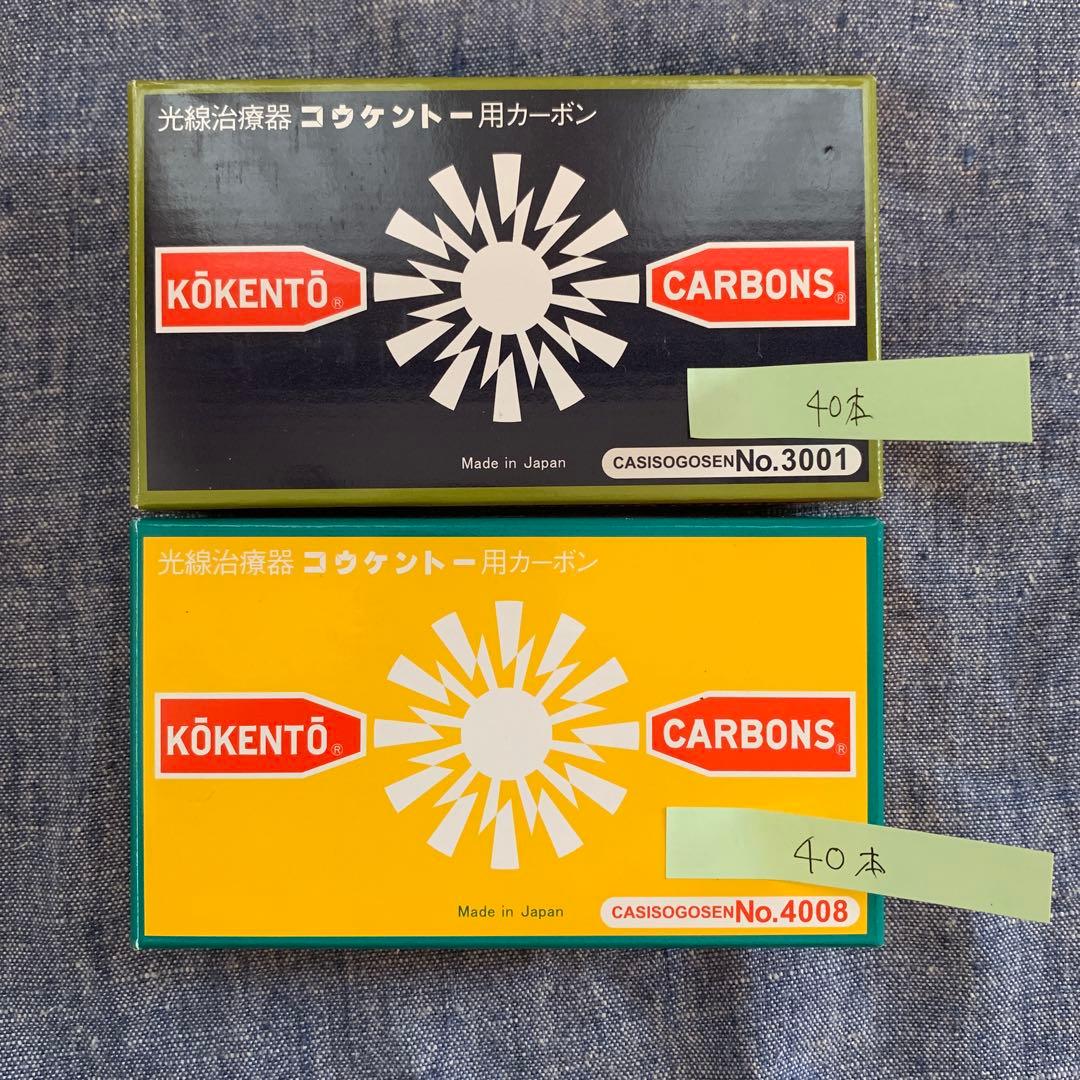 光線治療器 コウケントー用カーボン
KŌKENTŌ®
CARBONS®
40本
Made in Japan
CASISOGOSEN No.3001
光線治療器 コウケントー用カーボン
KŌKENTŌ®
CARBONS®
40本
Made in Japan
CASISOGOSEN No.4008